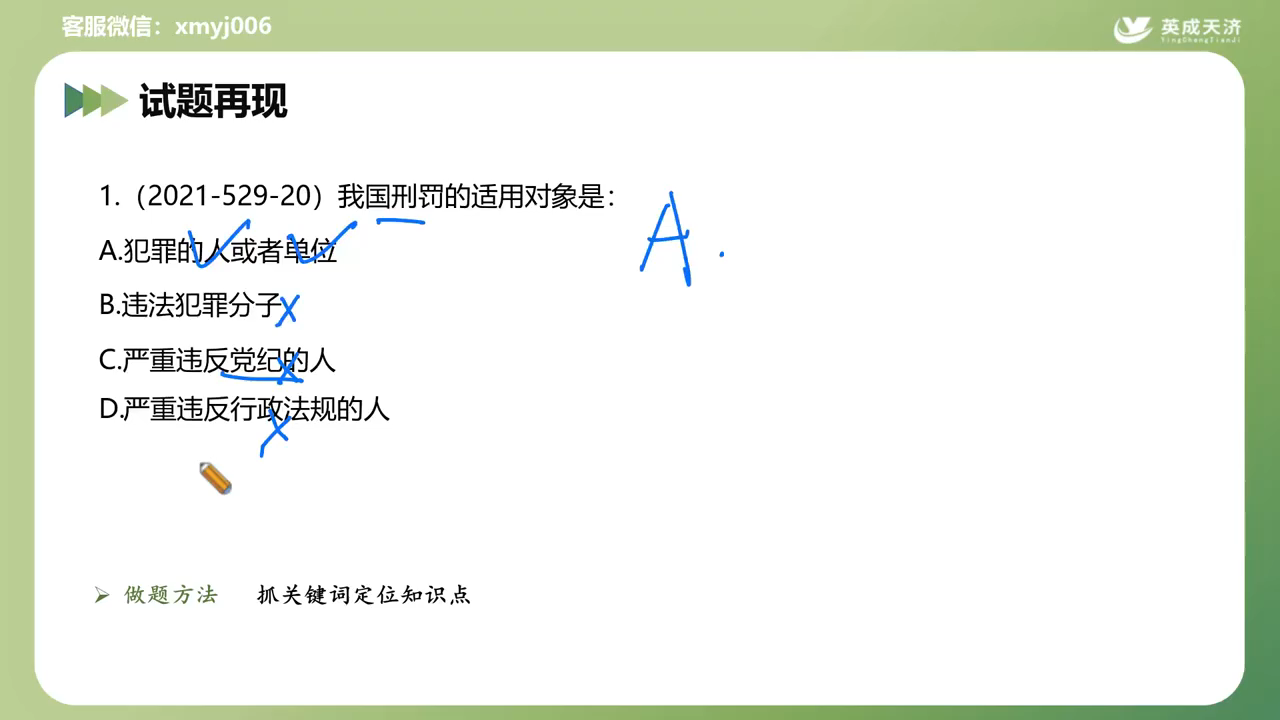 客服微信：xmyj006
英成天济
YingChengTianDi
试题再现
1.（2021-529-20）我国刑罚的适用对象是：
A.犯罪的人或者单位
A.
B.违法犯罪分子
C.严重违反党纪的人
D.严重违反行政法规的人
做题方法 抓关键词定位知识点